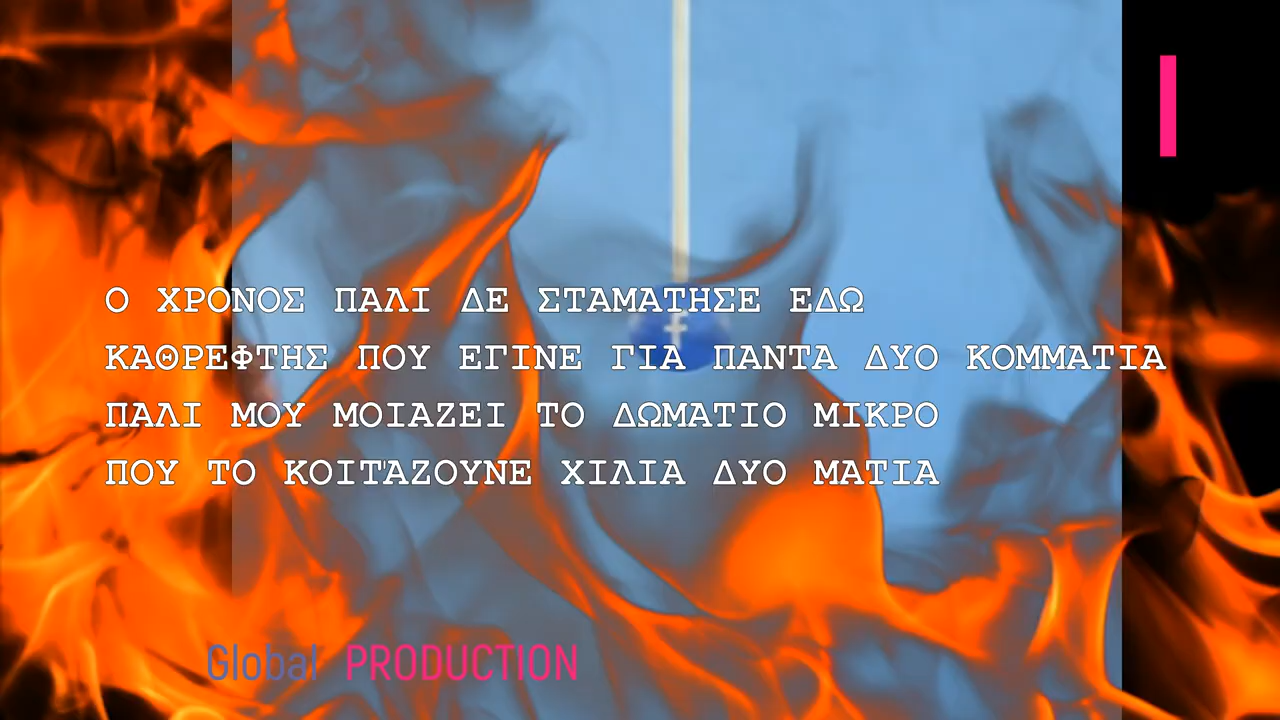 Ο ΧΡΟΝΟΣ ΠΑΛΙ ΔΕ ΣΤΑΜΑΤΗΣΕ ΕΔΩ
ΚΑΘΡΕΦΤΗΣ ΠΟΥ ΕΓΙΝΕ ΓΙΑ ΠΑΝΤΑ ΔΥΟ ΚΟΜΜΑΤΙΑ
ΠΑΛΙ ΜΟΥ ΜΟΙΑΖΕΙ ΤΟ ΔΩΜΑΤΙΟ ΜΙΚΡΟ
ΠΟΥ ΤΟ ΚΟΙΤΆΖΟΥΝΕ ΧΙΛΙΑ ΔΥΟ ΜΑΤΙΑ
Global PRODUCTION